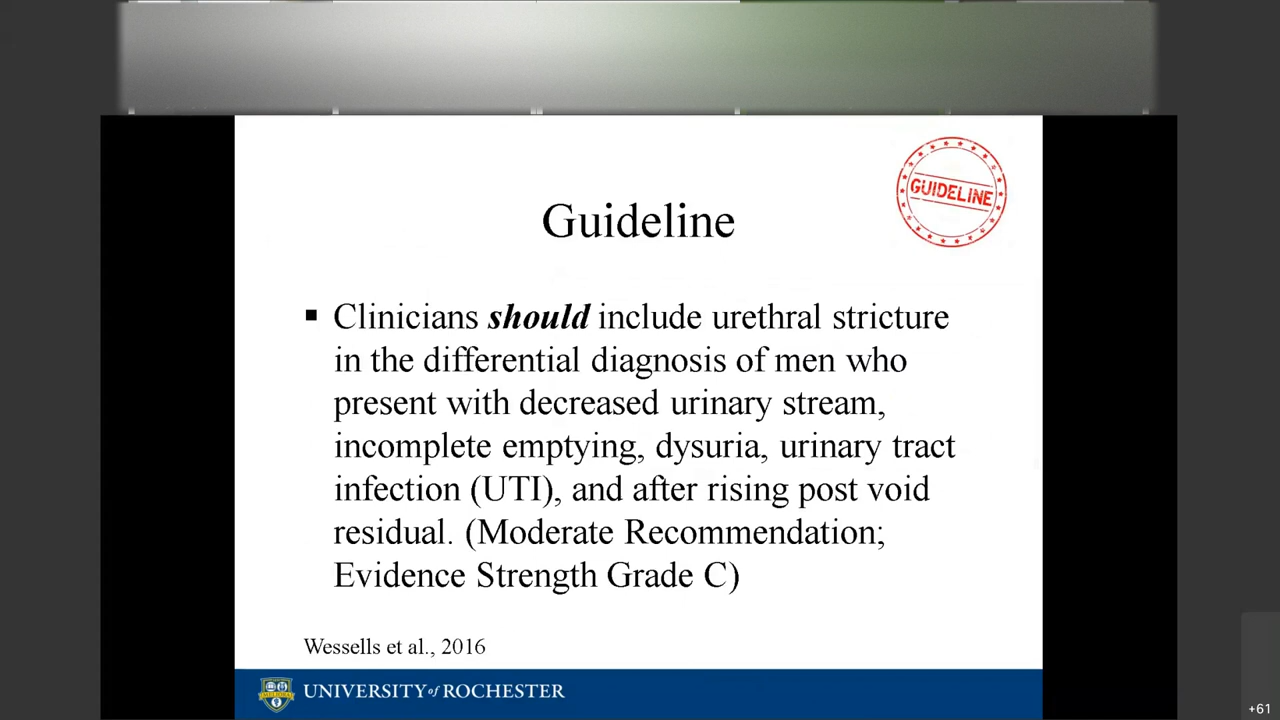 GUIDELINE
Guideline
▪ Clinicians should include urethral stricture
in the differential diagnosis of men who
present with decreased urinary stream,
incomplete emptying, dysuria, urinary tract
infection (UTI), and after rising post void
residual. (Moderate Recommendation;
Evidence Strength Grade C)
Wessells et al., 2016
UNIVERSITY of ROCHESTER
+61